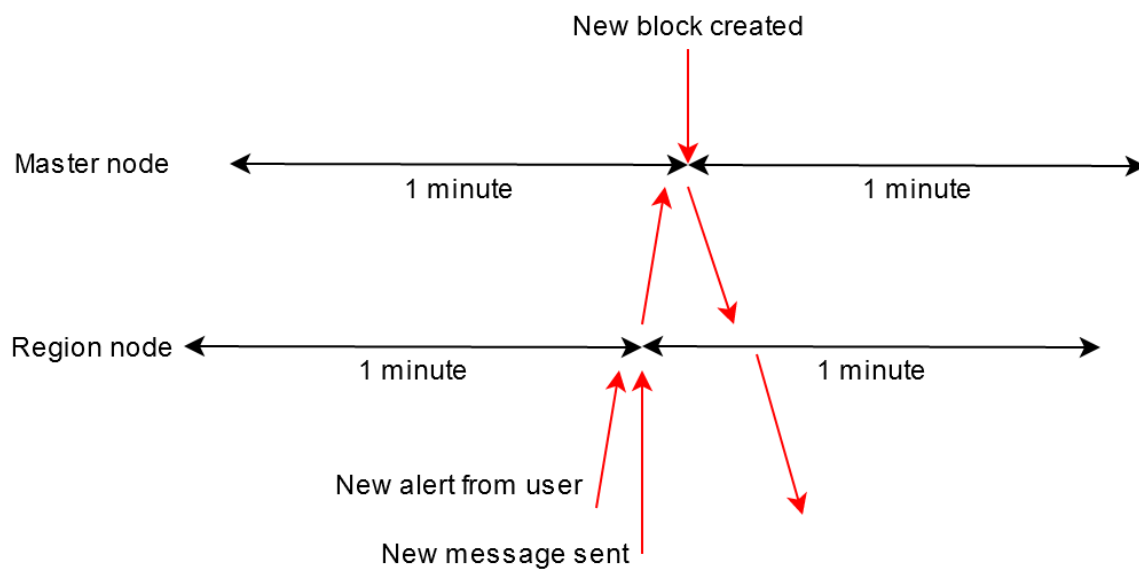 New block created
Master node
1 minute
1 minute
Region node
1 minute
1 minute
New alert from user
New message sent